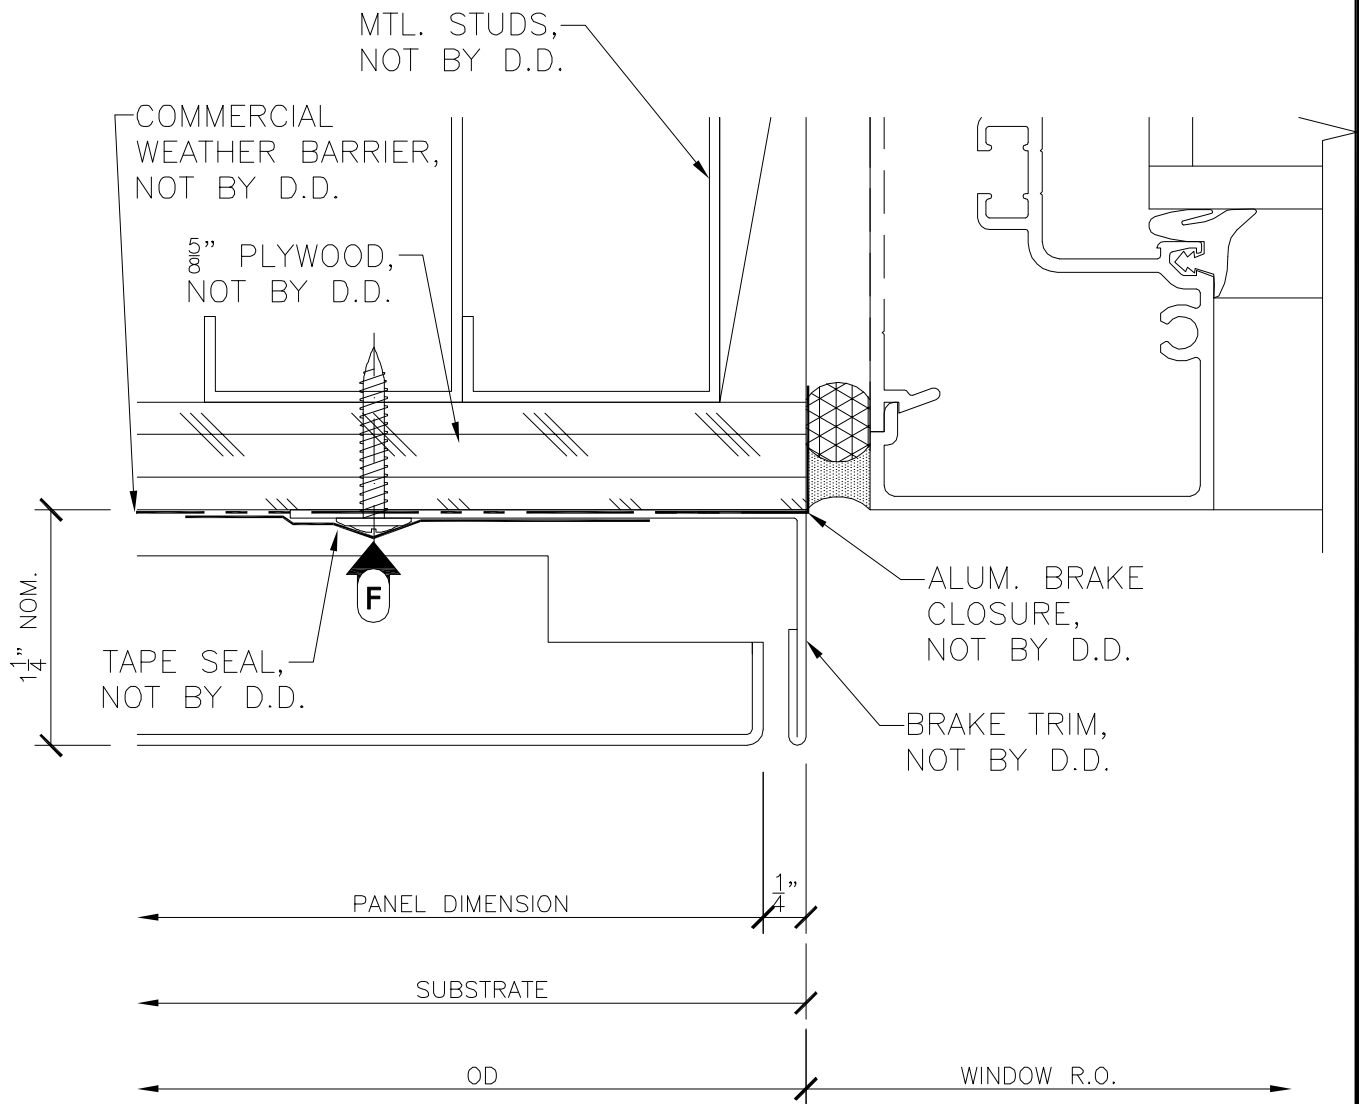 MTL. STUDS,
NOT BY D.D.
COMMERCIAL
WEATHER BARRIER,
NOT BY D.D.
5/8" PLYWOOD,
NOT BY D.D.
1 1/4" NOM.
F
TAPE SEAL,
NOT BY D.D.
ALUM. BRAKE
CLOSURE,
NOT BY D.D.
BRAKE TRIM,
NOT BY D.D.
PANEL DIMENSION
1/4"
SUBSTRATE
OD
WINDOW R.O.